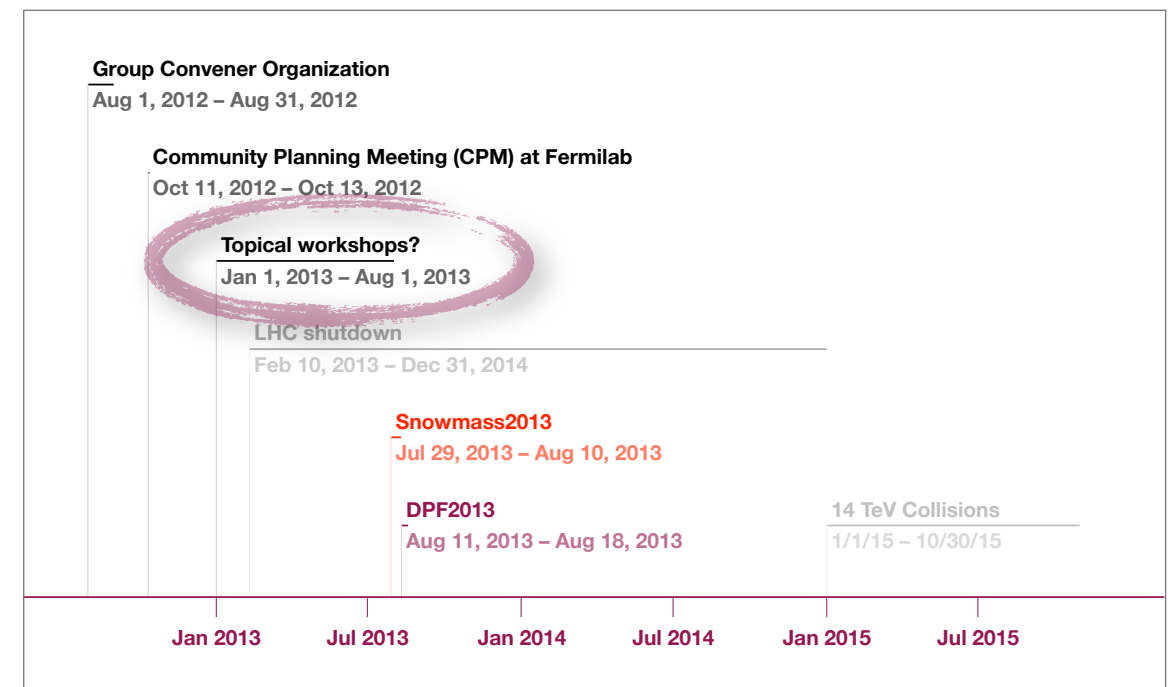 Group Convener Organization
Aug 1, 2012 – Aug 31, 2012
Community Planning Meeting (CPM) at Fermilab
Oct 11, 2012 – Oct 13, 2012
Topical workshops?
Jan 1, 2013 – Aug 1, 2013
LHC shutdown
Feb 10, 2013 – Dec 31, 2014
Snowmass2013
Jul 29, 2013 – Aug 10, 2013
DPF2013
Aug 11, 2013 – Aug 18, 2013
14 TeV Collisions
1/1/15 – 10/30/15
Jan 2013 Jul 2013 Jan 2014 Jul 2014 Jan 2015 Jul 2015